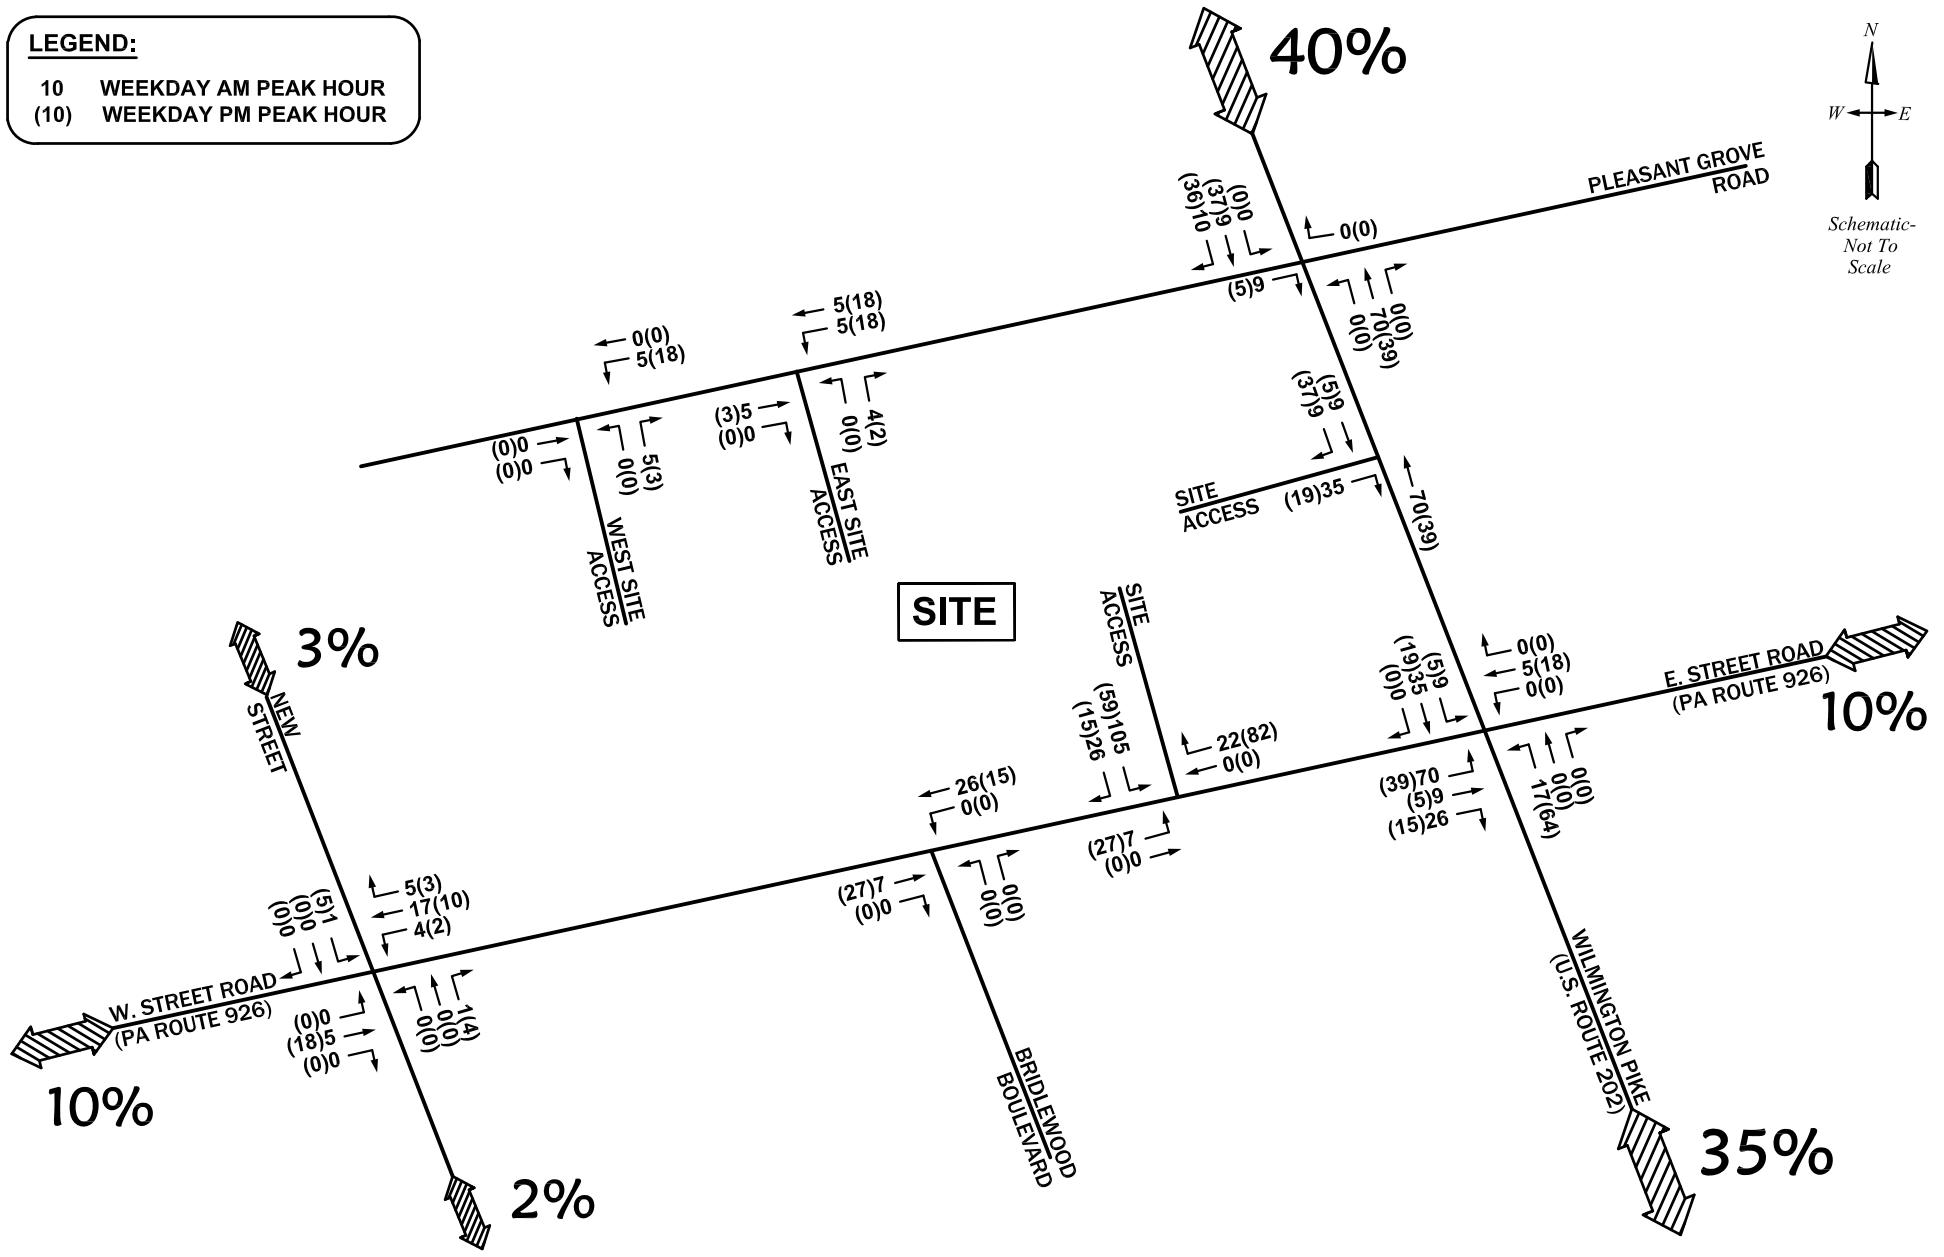 LEGEND:
10 WEEKDAY AM PEAK HOUR
(10) WEEKDAY PM PEAK HOUR
40%
N
W E
Schematic-
Not To
Scale
PLEASANT GROVE
ROAD
(36)10
(37)9
(0)0
0(0)
(5)9
0(0)
70(39)
0(0)
5(18)
5(18)
0(0)
5(18)
(3)5
(0)0
0(0)
4(2)
(0)0
(0)0
0(0)
5(3)
EAST SITE
ACCESS
WEST SITE
ACCESS
(37)9
(5)9
SITE
ACCESS
(19)35
70(39)
SITE
SITE
ACCESS
3%
NEW
STREET
(0)0
(19)35
(5)9
0(0)
5(18)
0(0)
E. STREET ROAD
(PA ROUTE 926)
10%
(15)26
(59)105
22(82)
0(0)
(39)70
(5)9
(15)26
17(64)
0(0)
0(0)
26(15)
0(0)
(27)7
(0)0
(27)7
(0)0
0(0)
0(0)
(0)0
(0)0
(5)1
5(3)
17(10)
4(2)
W. STREET ROAD
(PA ROUTE 926)
(0)0
(18)5
(0)0
0(0)
0(0)
1(4)
10%
BRIDLEWOOD
BOULEVARD
WILMINGTON PIKE
(U.S. ROUTE 202)
35%
2%